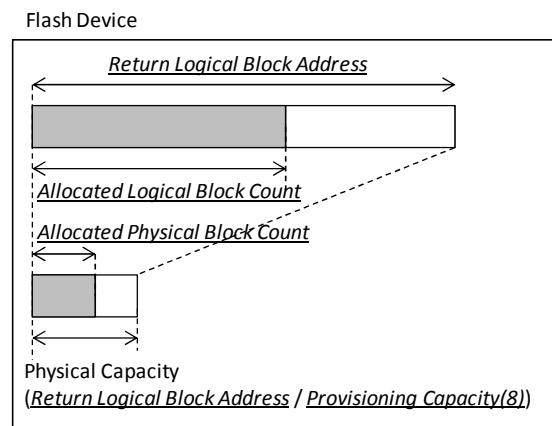 Flash Device
Return Logical Block Address
Allocated Logical Block Count
Allocated Physical Block Count
Physical Capacity
(Return Logical Block Address / Provisioning Capacity(8))